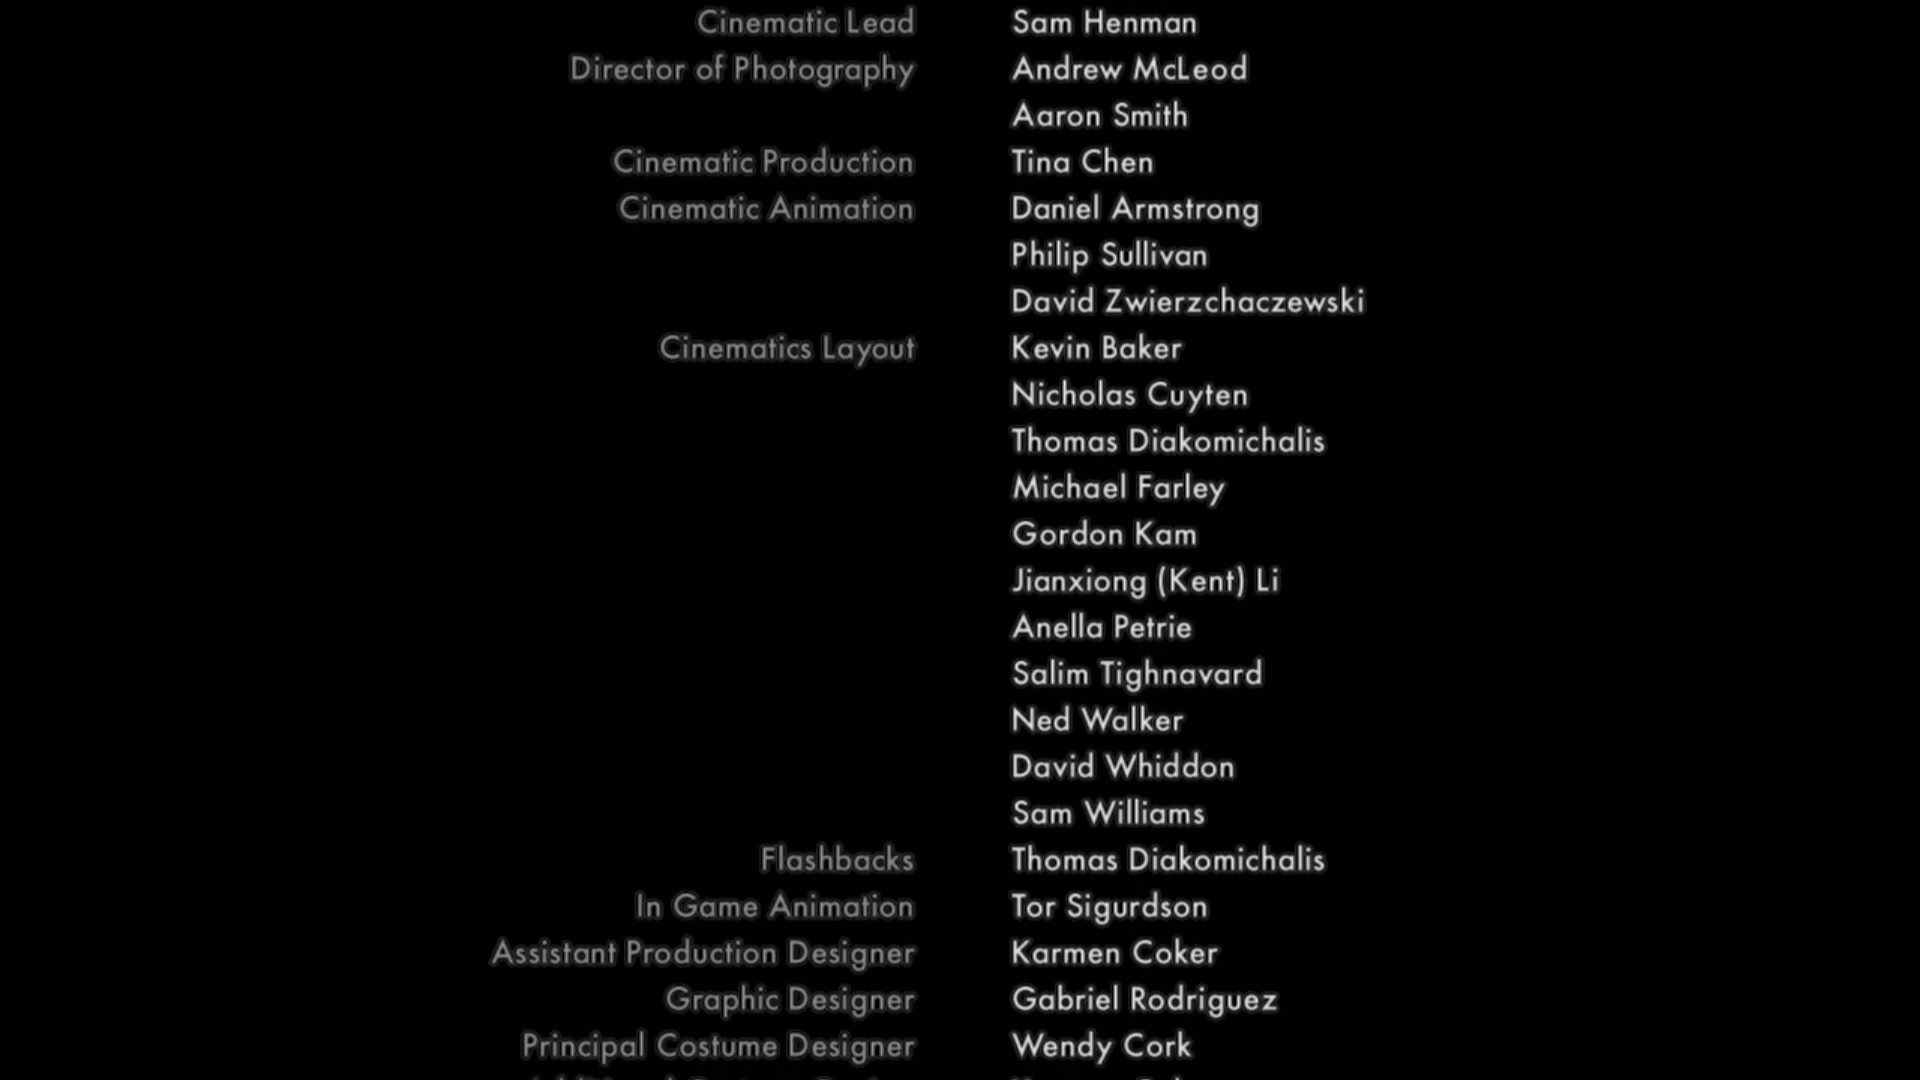 Cinematic Lead Sam Henman
Director of Photography Andrew McLeod
Aaron Smith
Cinematic Production Tina Chen
Cinematic Animation Daniel Armstrong
Philip Sullivan
David Zwierzchaczewski
Cinematics Layout Kevin Baker
Nicholas Cuyten
Thomas Diakomichalis
Michael Farley
Gordon Kam
Jianxiong (Kent) Li
Anella Petrie
Salim Tighnavard
Ned Walker
David Whiddon
Sam Williams
Flashbacks Thomas Diakomichalis
In Game Animation Tor Sigurdson
Assistant Production Designer Karmen Coker
Graphic Designer Gabriel Rodriguez
Principal Costume Designer Wendy Cork